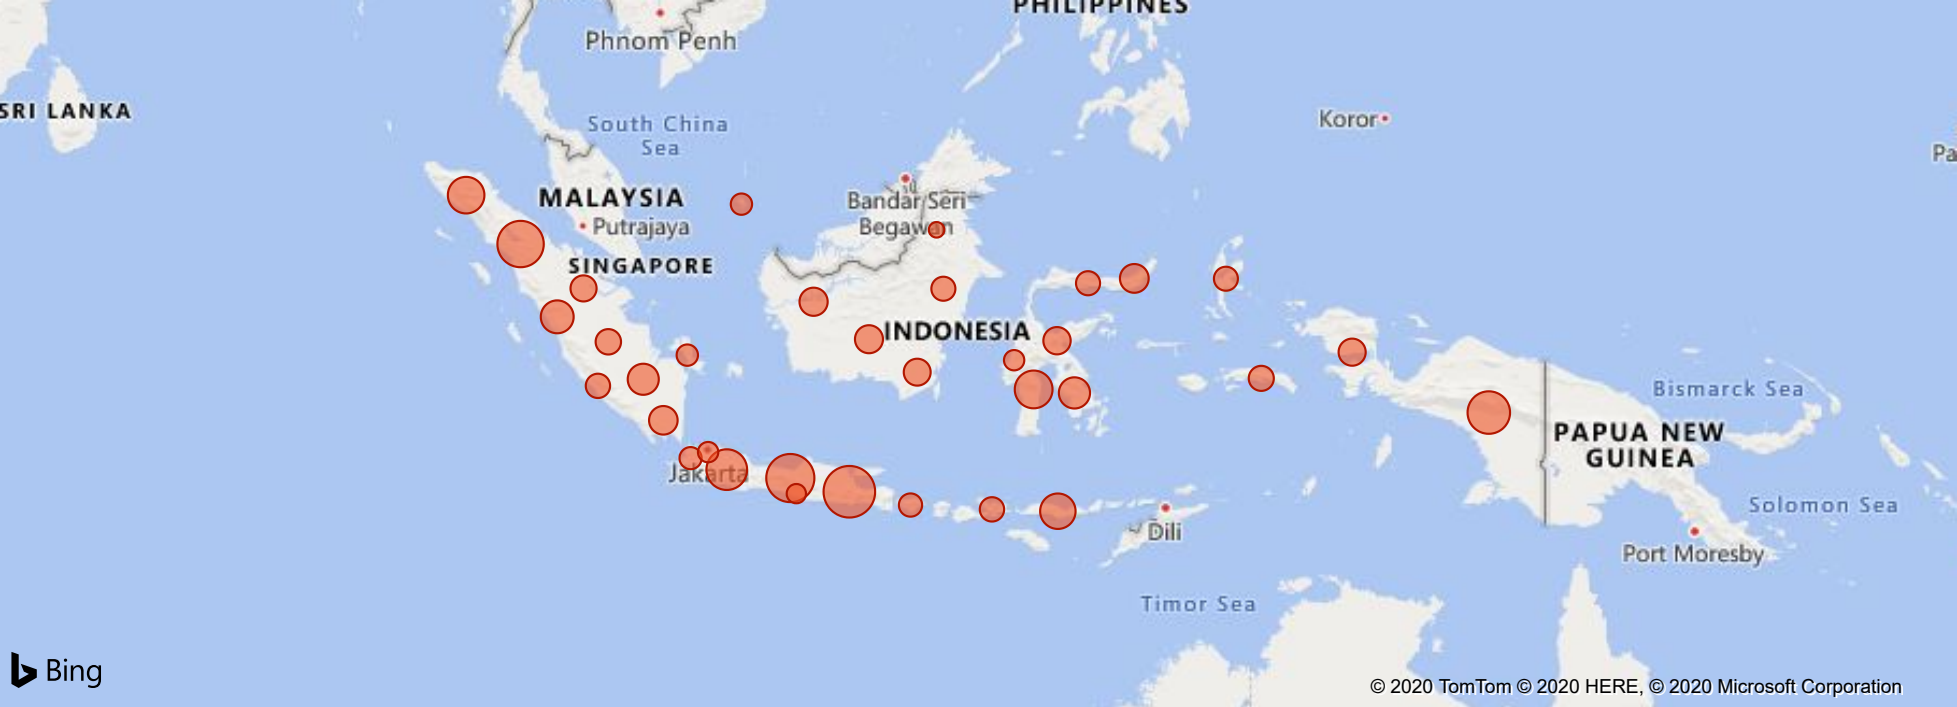 PHILIPPINES
Phnom Penh
SRI LANKA
South China
Sea
Koror
MALAYSIA
Putrajaya
Bandar Seri
Begawan
SINGAPORE
INDONESIA
Bismarck Sea
PAPUA NEW
GUINEA
Jakarta
Solomon Sea
Dili
Port Moresby
Timor Sea
Bing
© 2020 TomTom © 2020 HERE, © 2020 Microsoft Corporation